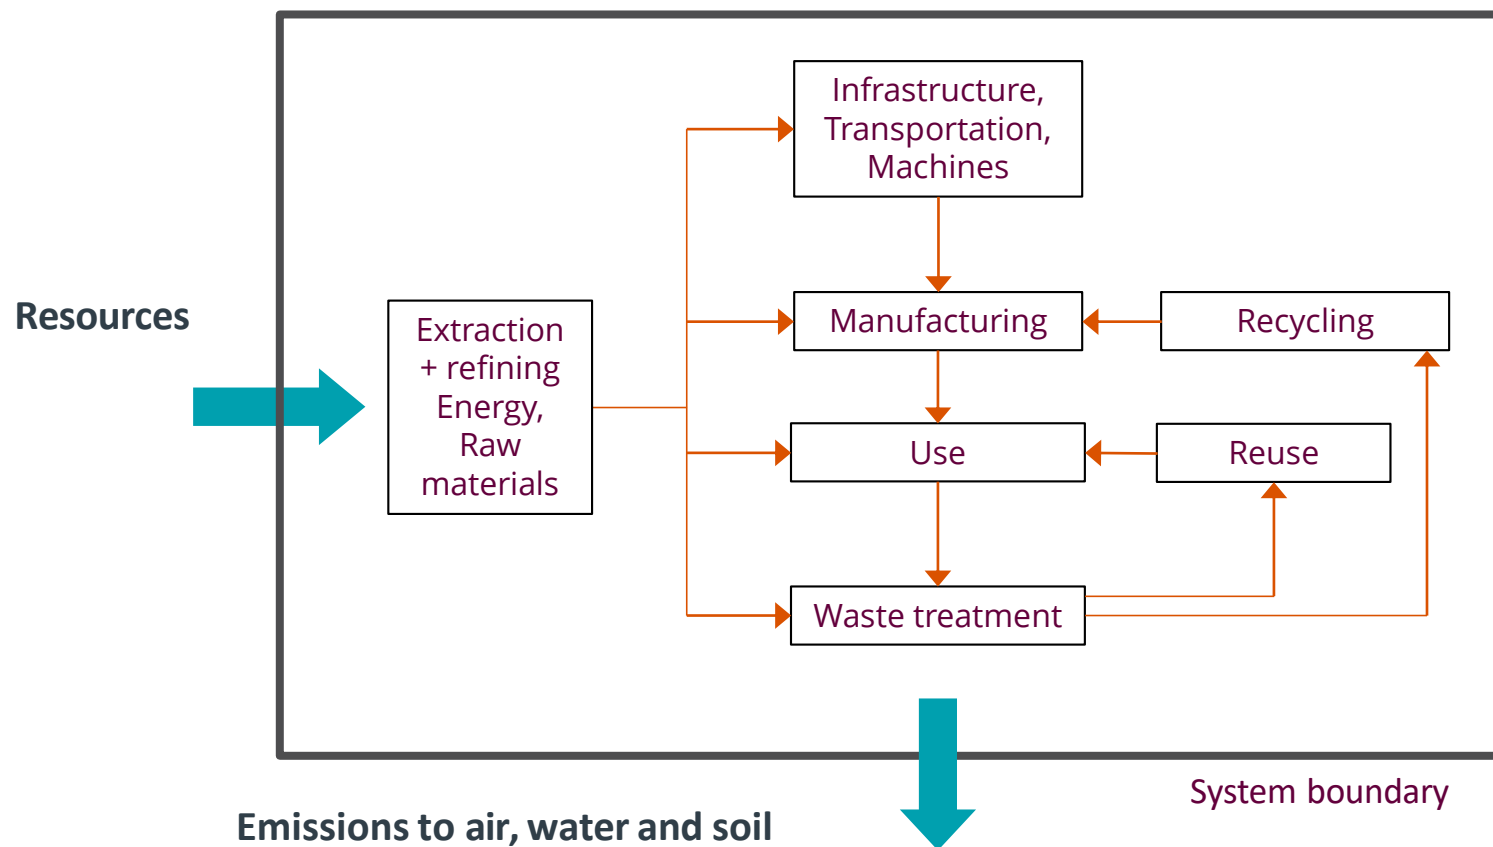 Infrastructure,
Transportation,
Machines
Resources
Extraction
+ refining
Energy,
Raw
materials
Manufacturing
Recycling
Use
Reuse
Waste treatment
System boundary
Emissions to air, water and soil